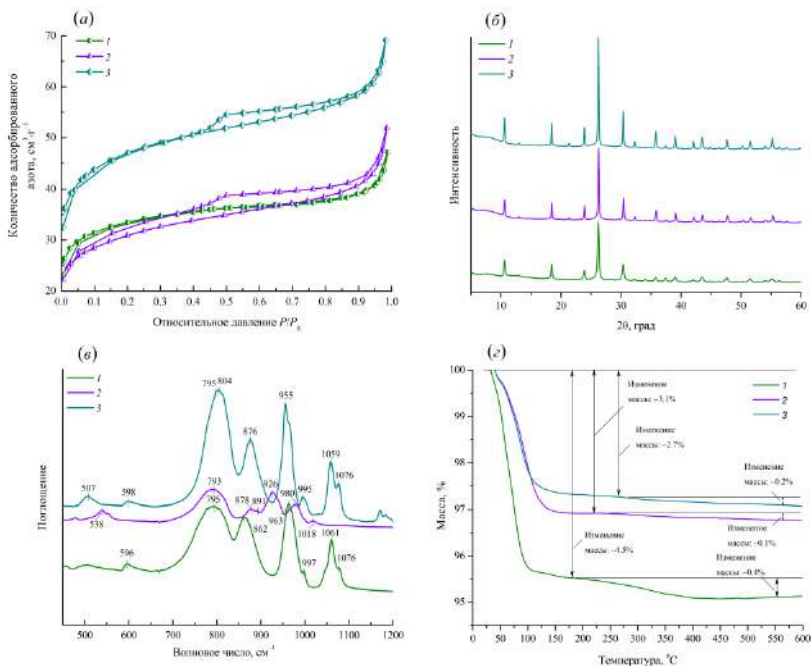 (а)
1
2
3
70
60
50
40
30
20
0.0 0.1 0.2 0.3 0.4 0.5 0.6 0.7 0.8 0.9 1.0
Количество адсорбированного
азота, см³·г⁻¹
Относительное давление P/P₀
(б)
1
2
3
Интенсивность
10 20 30 40 50 60
2θ, град
(в)
1
2
3
795 804
955
876
1059
1076
507
598
793
926
995
538
795
878
891
980
963
862
1018
1061
596
997
1076
Поглощение
500 600 700 800 900 1000 1100 1200
Волновое число, см⁻¹
(г)
1
2
3
100
99
98
97
96
95
Масса, %
Изменение
массы: −3.1%
Изменение
массы: −2.7%
Изменение
массы: −0.2%
Изменение
массы: −0.1%
Изменение
массы: −4.5%
Изменение
массы: −0.4%
0 50 100 150 200 250 300 350 400 450 500 550 600
Температура, °С